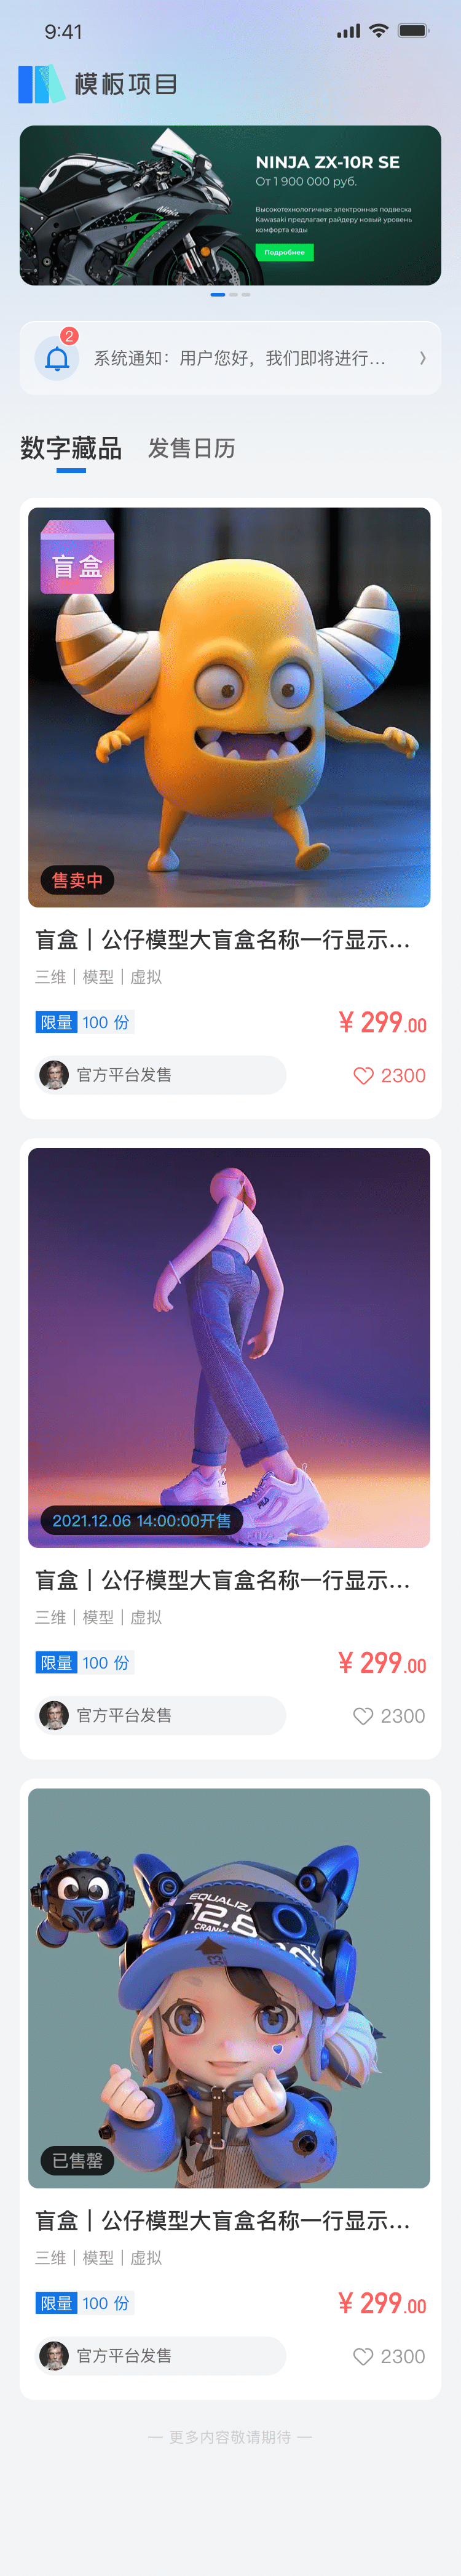 9:41
模板项目
NINJA ZX-10R SE
От 1 900 000 руб.
Высокотехнологичная электронная подвеска
Kawasaki предлагает райдеру новый уровень
комфорта езды
Подробнее
2
系统通知：用户您好，我们即将进行...
数字藏品 发售日历
盲盒
售卖中
盲盒｜公仔模型大盲盒名称一行显示...
三维｜模型｜虚拟
限量 100 份 ¥ 299.00
官方平台发售 2300
FILA
2021.12.06 14:00:00开售
盲盒｜公仔模型大盲盒名称一行显示...
三维｜模型｜虚拟
限量 100 份 ¥ 299.00
官方平台发售 2300
12.8
已售罄
盲盒｜公仔模型大盲盒名称一行显示...
三维｜模型｜虚拟
限量 100 份 ¥ 299.00
官方平台发售 2300
— 更多内容敬请期待 —